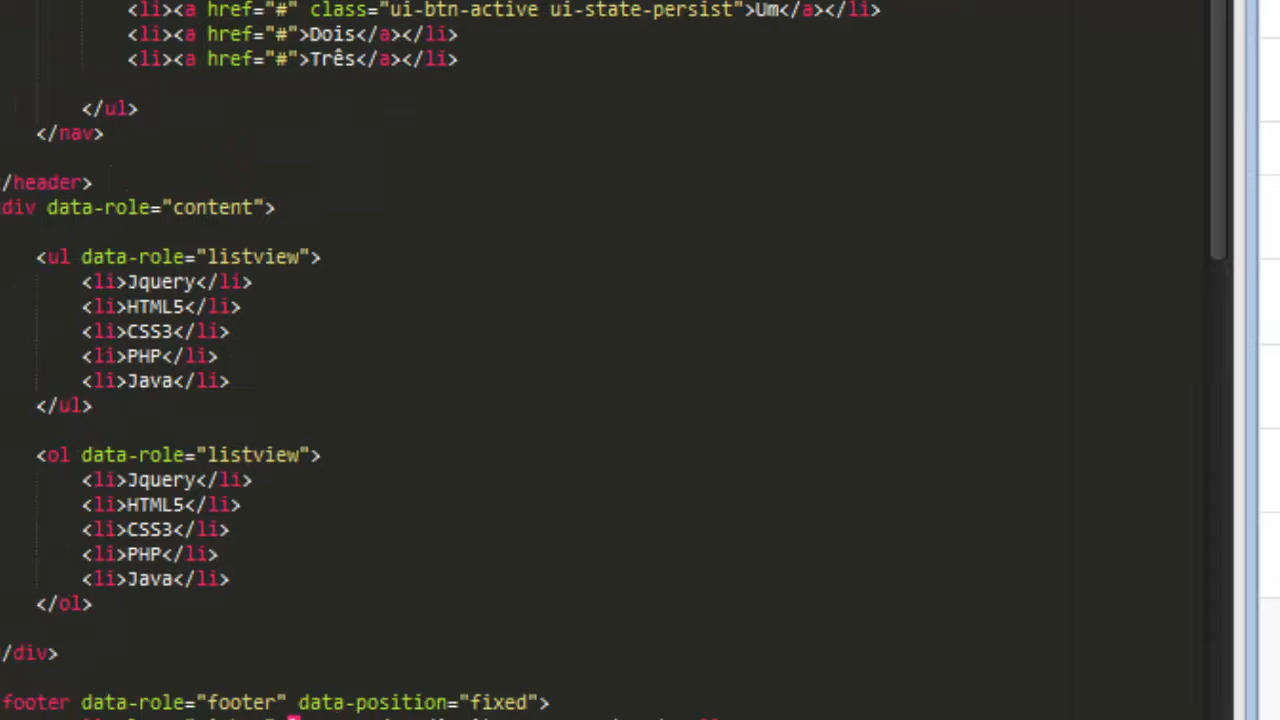 <li><a href="#" class="ui-btn-active ui-state-persist">Um</a></li>
<li><a href="#">Dois</a></li>
<li><a href="#">Três</a></li>
</ul>
</nav>
/header>
div data-role="content">
<ul data-role="listview">
<li>Jquery</li>
<li>HTML5</li>
<li>CSS3</li>
<li>PHP</li>
<li>Java</li>
</ul>
<ol data-role="listview">
<li>Jquery</li>
<li>HTML5</li>
<li>CSS3</li>
<li>PHP</li>
<li>Java</li>
</ol>
/div>
footer data-role="footer" data-position="fixed">